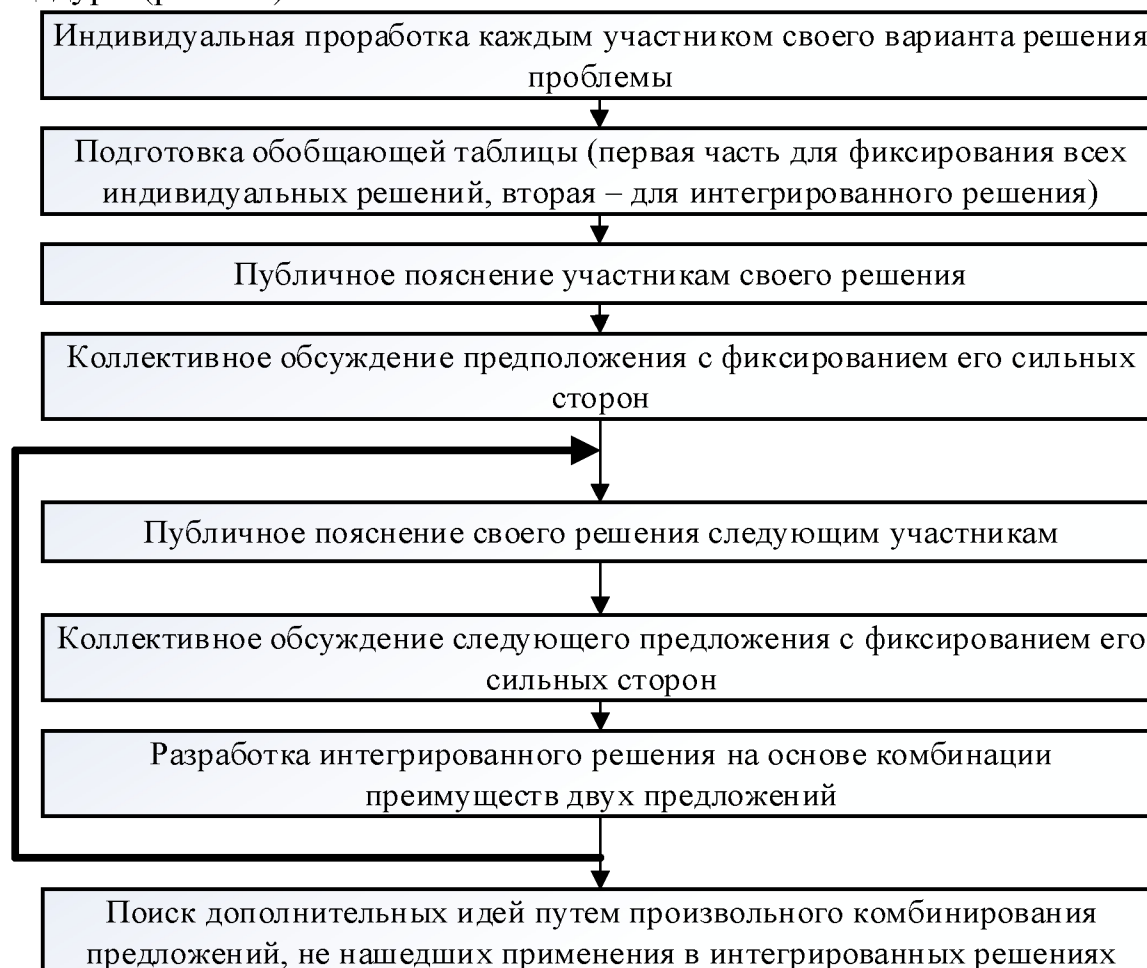 Индивидуальная проработка каждым участником своего варианта решения
проблемы
Подготовка обобщающей таблицы (первая часть для фиксирования всех
индивидуальных решений, вторая – для интегрированного решения)
Публичное пояснение участникам своего решения
Коллективное обсуждение предположения с фиксированием его сильных
сторон
Публичное пояснение своего решения следующим участникам
Коллективное обсуждение следующего предложения с фиксированием его
сильных сторон
Разработка интегрированного решения на основе комбинации
преимуществ двух предложений
Поиск дополнительных идей путем произвольного комбинирования
предложений, не нашедших применения в интегрированных решениях